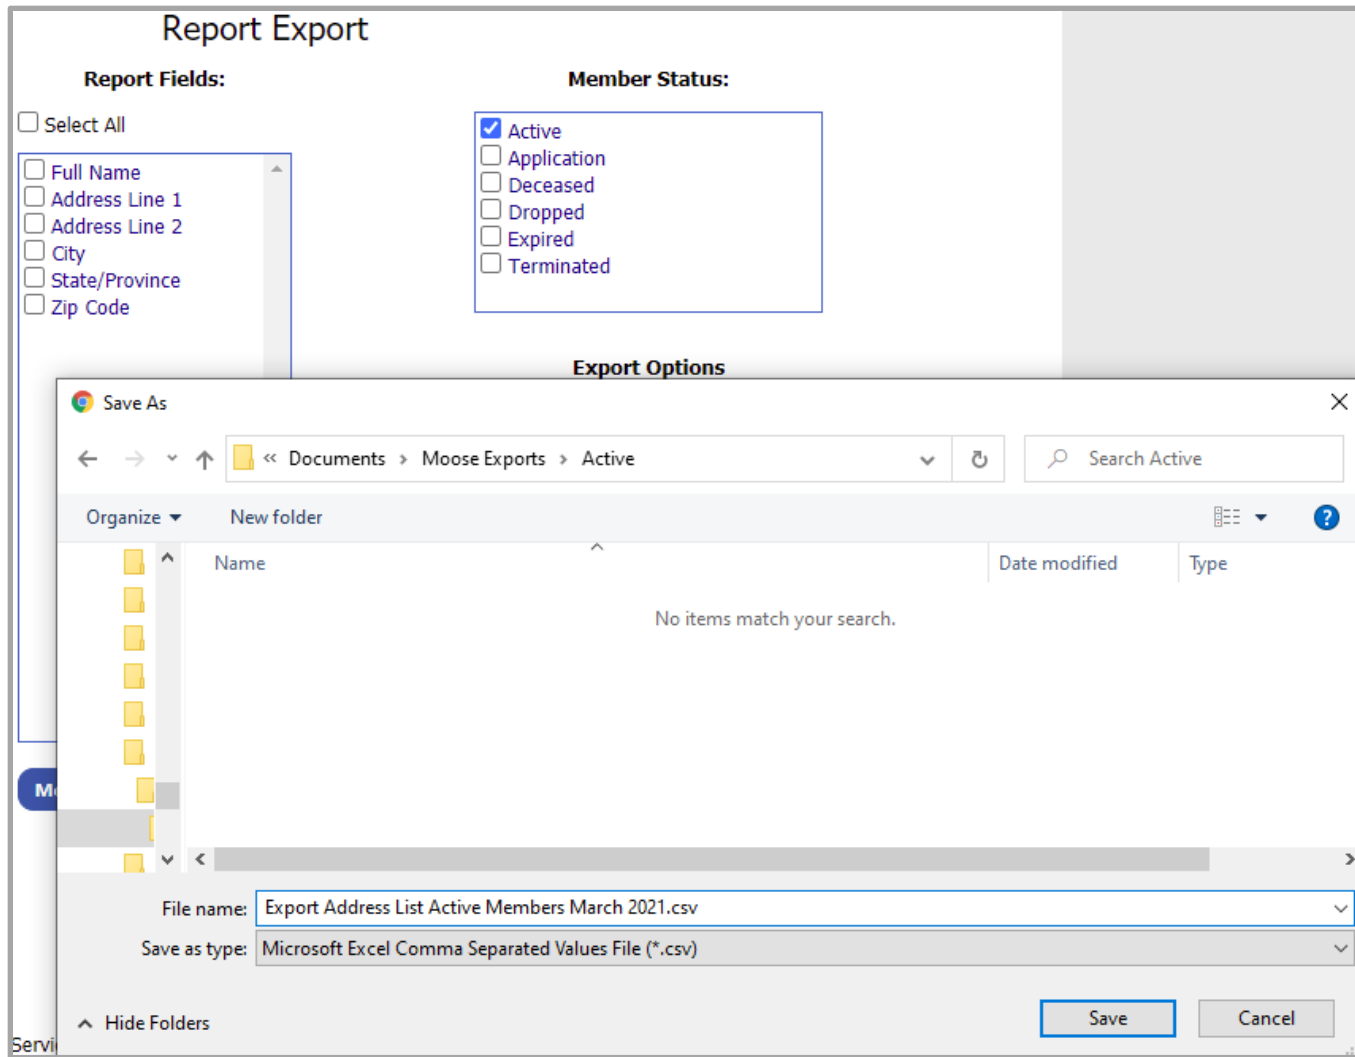 Report Export
Report Fields:
Member Status:
Select All
Full Name
Address Line 1
Address Line 2
City
State/Province
Zip Code
Active
Application
Deceased
Dropped
Expired
Terminated
Export Options
Save As
« Documents > Moose Exports > Active
Search Active
Organize
New folder
?
Name
Date modified
Type
No items match your search.
File name: Export Address List Active Members March 2021.csv
Save as type: Microsoft Excel Comma Separated Values File (*.csv)
Hide Folders
Save
Cancel